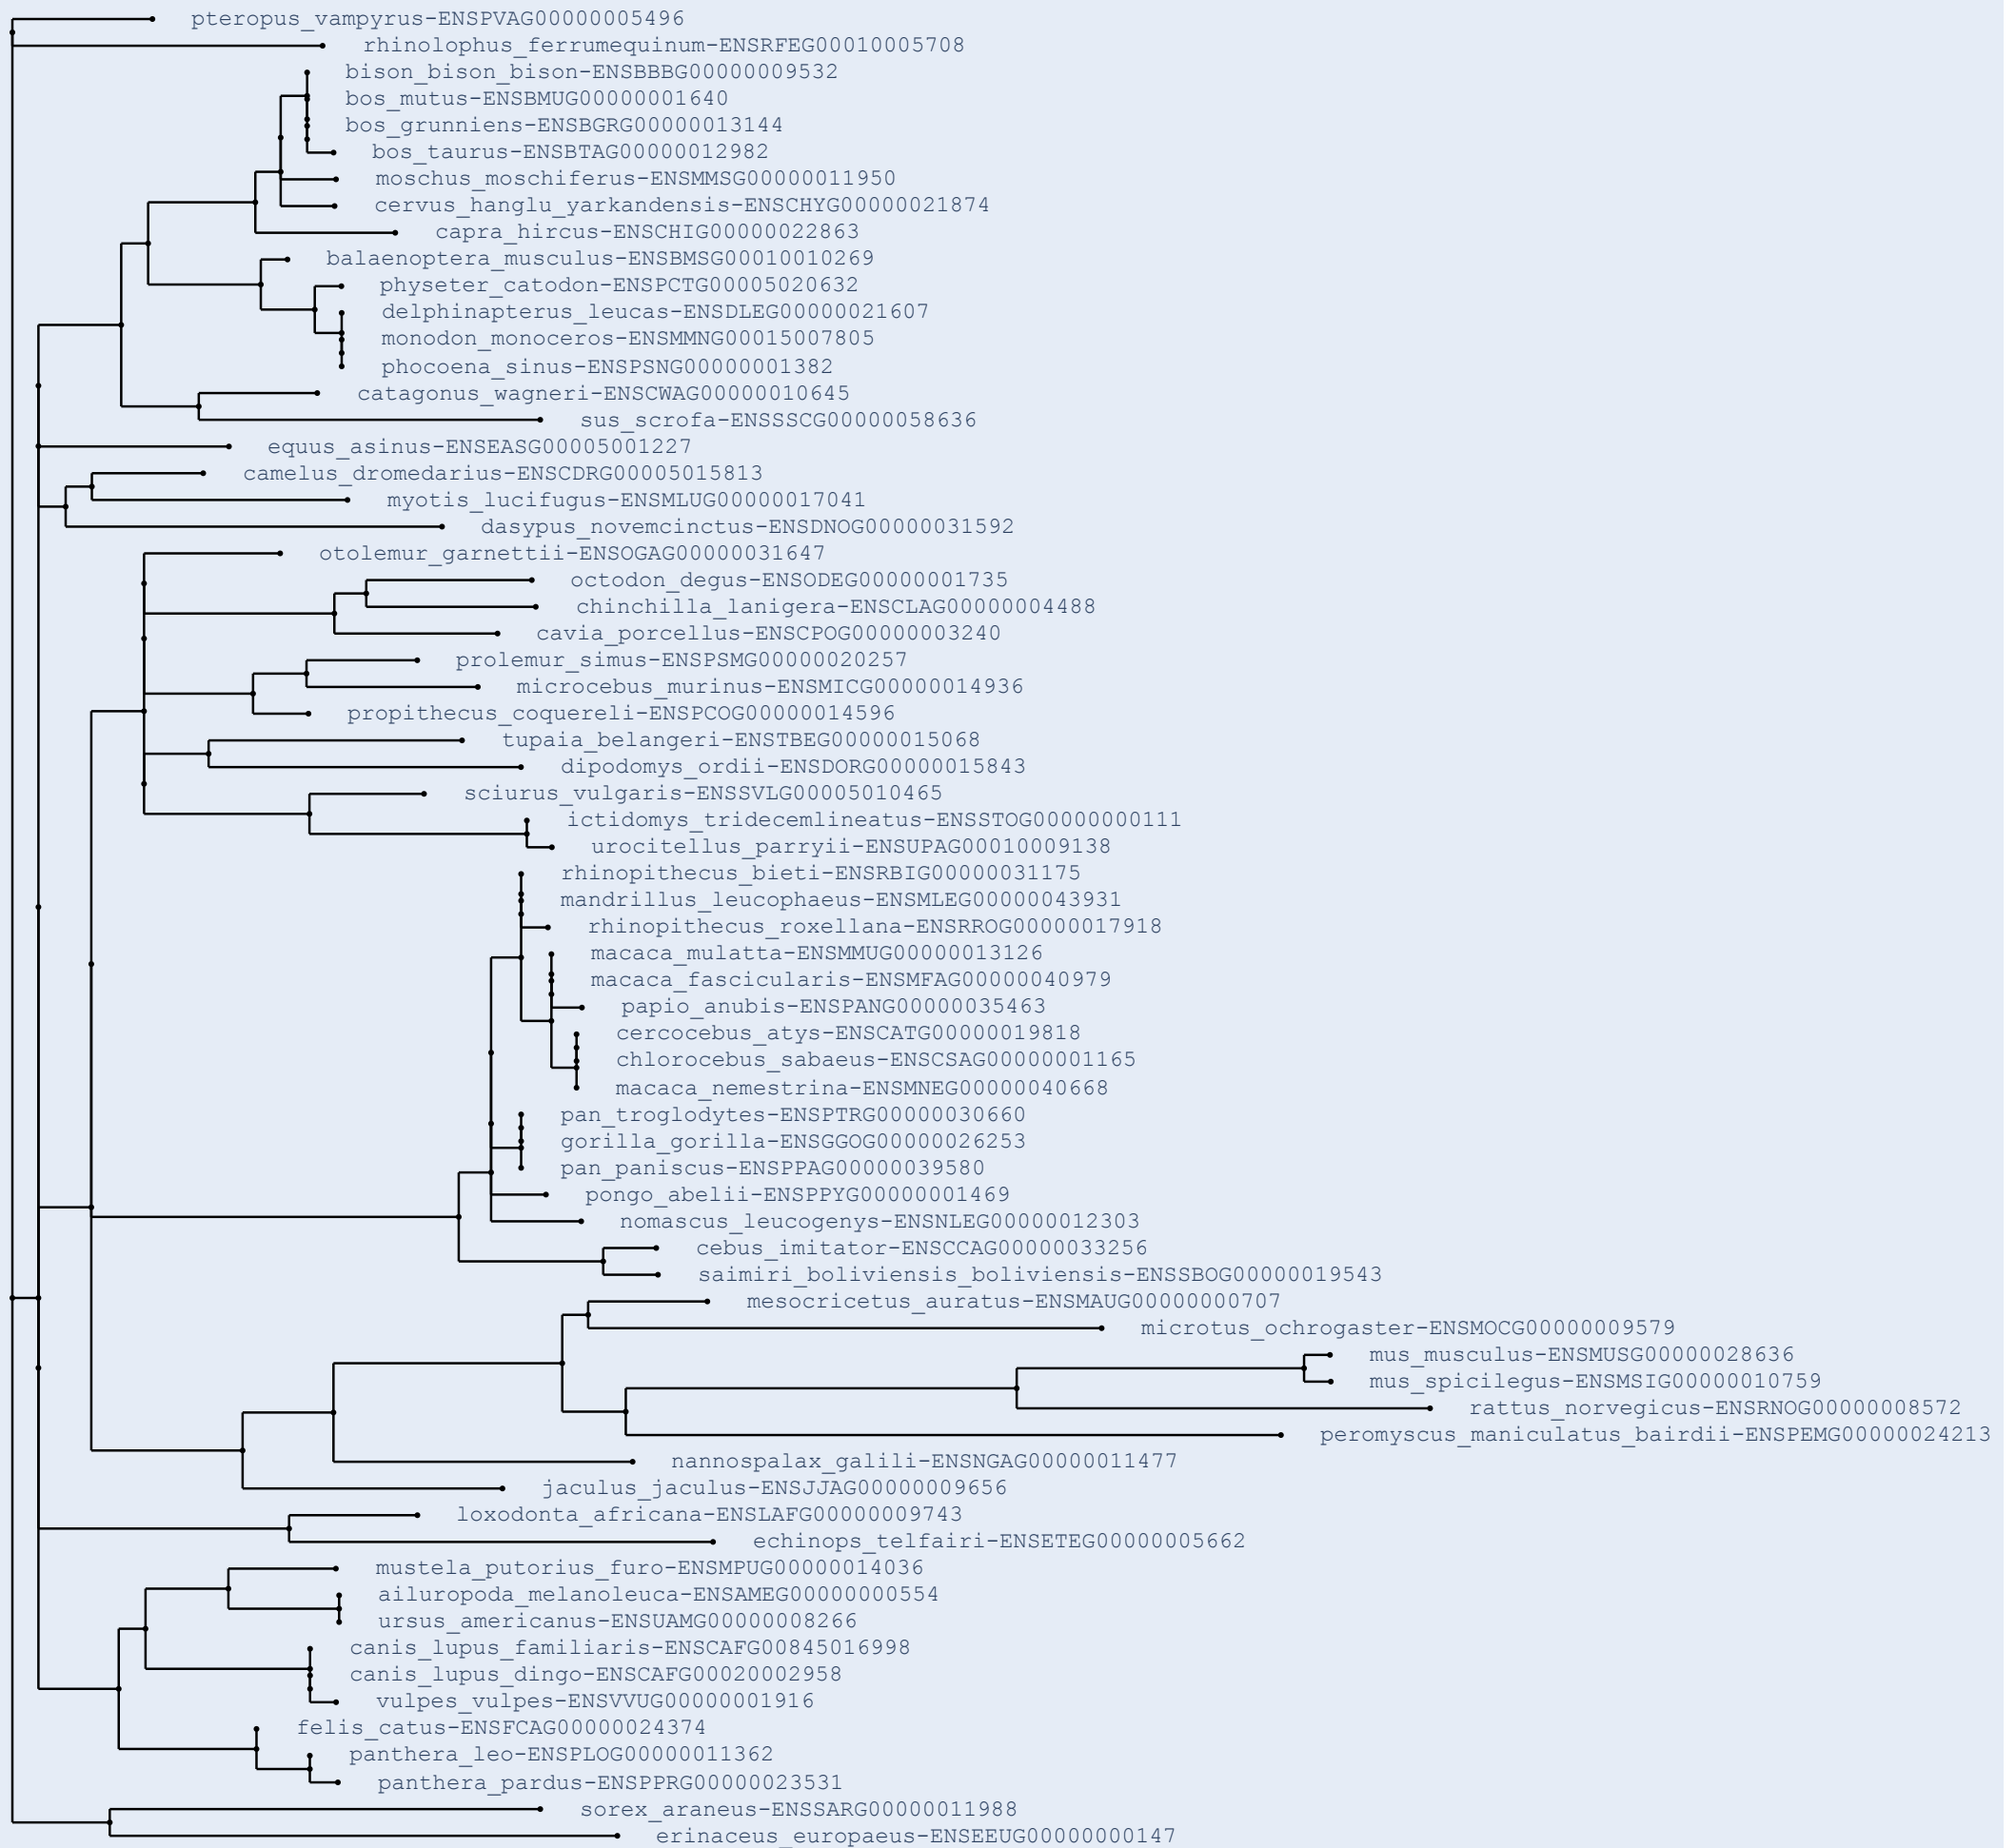 pteropus_vampyrus-ENSPVAG00000005496
rhinolophus_ferrumequinum-ENSRFEG00010005708
bison_bison_bison-ENSBBBG00000009532
bos_mutus-ENSBMUG00000001640
bos_grunniens-ENSBGRG00000013144
bos_taurus-ENSBTAG00000012982
moschus_moschiferus-ENSMMSG00000011950
cervus_hanglu_yarkandensis-ENSCHYG00000021874
capra_hircus-ENSCHIG00000022863
balaenoptera_musculus-ENSBMSG00010010269
physeter_catodon-ENSPCTG00005020632
delphinapterus_leucas-ENSDLEG00000021607
monodon_monoceros-ENSMMNG00015007805
phocoena_sinus-ENSPSNG00000001382
catagonus_wagneri-ENSCWAG00000010645
sus_scrofa-ENSSSCG00000058636
equus_asinus-ENSEASG00005001227
camelus_dromedarius-ENSCDRG00005015813
myotis_lucifugus-ENSMLUG00000017041
dasypus_novemcinctus-ENSDNOG00000031592
otolemur_garnettii-ENSOGAG00000031647
octodon_degus-ENSODEG00000001735
chinchilla_lanigera-ENSCLAG00000004488
cavia_porcellus-ENSCPOG00000003240
prolemur_simus-ENSPSMG00000020257
microcebus_murinus-ENSMICG00000014936
propithecus_coquereli-ENSPCOG00000014596
tupaia_belangeri-ENSTBEG00000015068
dipodomys_ordii-ENSDORG00000015843
sciurus_vulgaris-ENSSVLG00005010465
ictidomys_tridecemlineatus-ENSSTOG00000000111
urocitellus_parryii-ENSUPAG00010009138
rhinopithecus_bieti-ENSRBIG00000031175
mandrillus_leucophaeus-ENSMLEG00000043931
rhinopithecus_roxellana-ENSRROG00000017918
macaca_mulatta-ENSMMUG00000013126
macaca_fascicularis-ENSMFAG00000040979
papio_anubis-ENSPANG00000035463
cercocebus_atys-ENSCATG00000019818
chlorocebus_sabaeus-ENSCSAG00000001165
macaca_nemestrina-ENSMNEG00000040668
pan_troglodytes-ENSPTRG00000030660
gorilla_gorilla-ENSGGOG00000026253
pan_paniscus-ENSPPAG00000039580
pongo_abelii-ENSPPYG00000001469
nomascus_leucogenys-ENSNLEG00000012303
cebus_imitator-ENSCCAG00000033256
saimiri_boliviensis_boliviensis-ENSSBOG00000019543
mesocricetus_auratus-ENSMAUG00000000707
microtus_ochrogaster-ENSMOCG00000009579
mus_musculus-ENSMUSG00000028636
mus_spicilegus-ENSMSIG00000010759
rattus_norvegicus-ENSRNOG00000008572
peromyscus_maniculatus_bairdii-ENSPEMG00000024213
nannospalax_galili-ENSNGAG00000011477
jaculus_jaculus-ENSJJAG00000009656
loxodonta_africana-ENSLAFG00000009743
echinops_telfairi-ENSETEG00000005662
mustela_putorius_furo-ENSMPUG00000014036
ailuropoda_melanoleuca-ENSAMEG00000000554
ursus_americanus-ENSUAMG00000008266
canis_lupus_familiaris-ENSCAFG00845016998
canis_lupus_dingo-ENSCAFG00020002958
vulpes_vulpes-ENSVVUG00000001916
felis_catus-ENSFCAG00000024374
panthera_leo-ENSPLOG00000011362
panthera_pardus-ENSPPRG00000023531
sorex_araneus-ENSSARG00000011988
erinaceus_europaeus-ENSEEUG00000000147